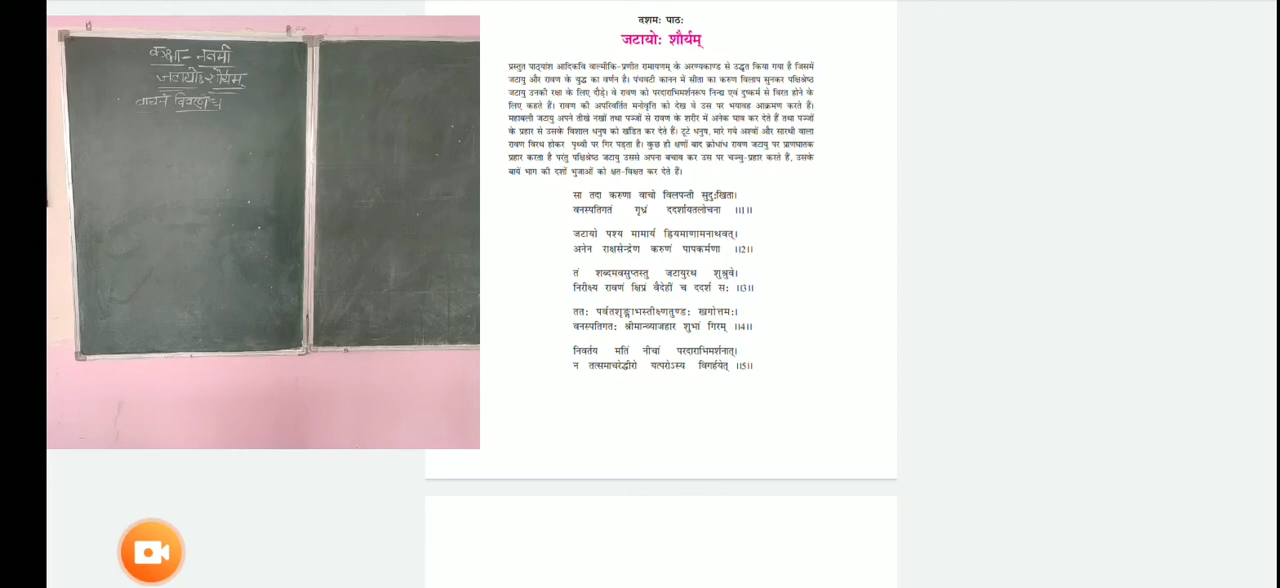 कक्षा - नवमी
जटायोः शौर्यम्
वाचनं विवरणं च।
दशमः पाठः
जटायोः शौर्यम्
प्रस्तुत पाठ्यांश आदिकवि वाल्मीकि-प्रणीत रामायणम् के अरण्यकाण्ड से उद्धृत किया गया है जिसमें
जटायु और रावण के युद्ध का वर्णन है। पंचवटी कानन में सीता का करुण विलाप सुनकर पक्षिश्रेष्ठ
जटायु उनकी रक्षा के लिए दौड़े। वे रावण को परदाराभिमर्शनरूप निन्द्य एवं दुष्कर्म से विरत होने के
लिए कहते हैं। रावण की अपरिवर्तित मनोवृत्ति को देख वे उस पर भयावह आक्रमण करते हैं।
महाबली जटायु अपने तीखे नखों तथा पञ्जों से रावण के शरीर में अनेक घाव कर देते हैं तथा पञ्जों
के प्रहार से उसके विशाल धनुष को खंडित कर देते हैं। टूटे धनुष, मारे गये अश्वों और सारथी वाला
रावण विरथ होकर पृथ्वी पर गिर पड़ता है। कुछ ही क्षणों बाद क्रोधांध रावण जटायु पर प्राणघातक
प्रहार करता है परंतु पक्षिश्रेष्ठ जटायु उससे अपना बचाव कर उस पर चञ्चु-प्रहार करते हैं, उसके
बायें भाग की दशों भुजाओं को क्षत-विक्षत कर देते हैं।
सा तदा करुणा वाचो विलपन्ती सुदुःखिता।
वनस्पतिगतं गृध्रं ददर्शायतलोचना ।।1।।
जटायो पश्य मामार्य ह्रियमाणामनाथवत्।
अनेन राक्षसेन्द्रेण करुणं पापकर्मणा ।।2।।
तं शब्दमवसुप्तस्तु जटायुरथ शुश्रुवे।
निरीक्ष्य रावणं क्षिप्रं वैदेहीं च ददर्श सः ।।3।।
ततः पर्वतशृङ्गाभस्तीक्ष्णतुण्डः खगोत्तमः।
वनस्पतिगतः श्रीमान्व्याजहार शुभां गिरम् ।।4।।
निवर्तय मतिं नीचां परदाराभिमर्शनात्।
न तत्समाचरेद्धीरो यत्परोऽस्य विगर्हयेत् ।।5।।